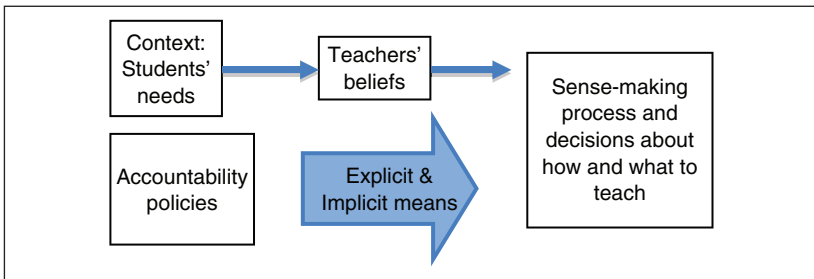 Context:
Students’
needs
Teachers’
beliefs
Sense-making
process and
decisions about
how and what to
teach
Accountability
policies
Explicit &
Implicit means